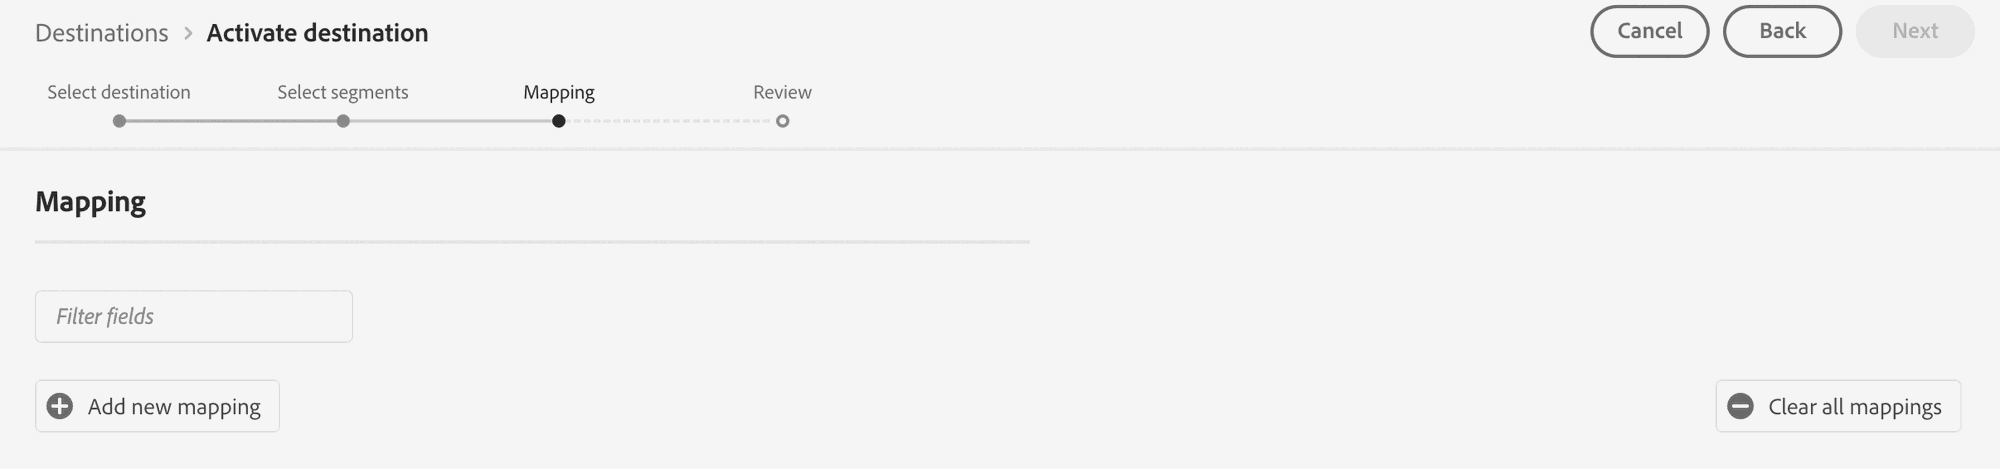 Destinations > Activate destination
Cancel
Back
Next
Select destination
Select segments
Mapping
Review
Mapping
Filter fields
Add new mapping
Clear all mappings